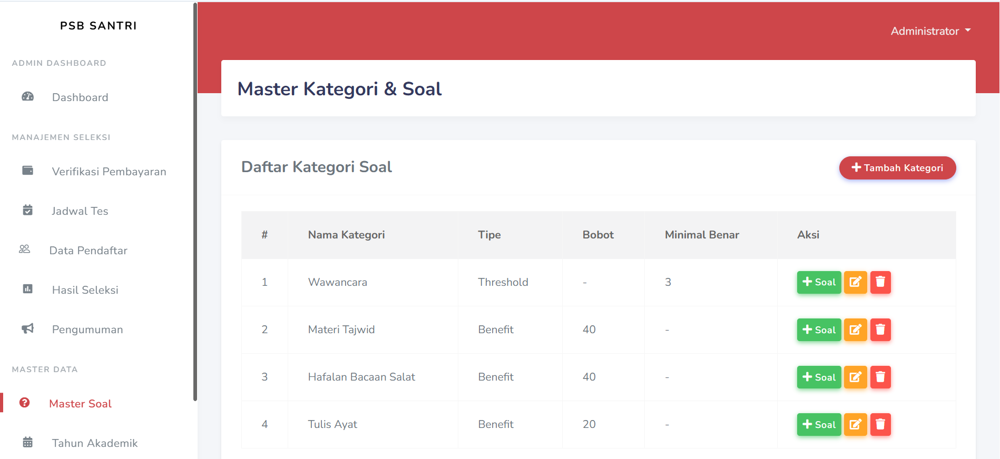 PSB SANTRI
ADMIN DASHBOARD
Dashboard
MANAJEMEN SELEKSI
Verifikasi Pembayaran
Jadwal Tes
Data Pendaftar
Hasil Seleksi
Pengumuman
MASTER DATA
Master Soal
Tahun Akademik
Administrator
Master Kategori & Soal
Daftar Kategori Soal
Tambah Kategori
# Nama Kategori Tipe Bobot Minimal Benar Aksi
1 Wawancara Threshold - 3 Soal
2 Materi Tajwid Benefit 40 - Soal
3 Hafalan Bacaan Salat Benefit 40 - Soal
4 Tulis Ayat Benefit 20 - Soal